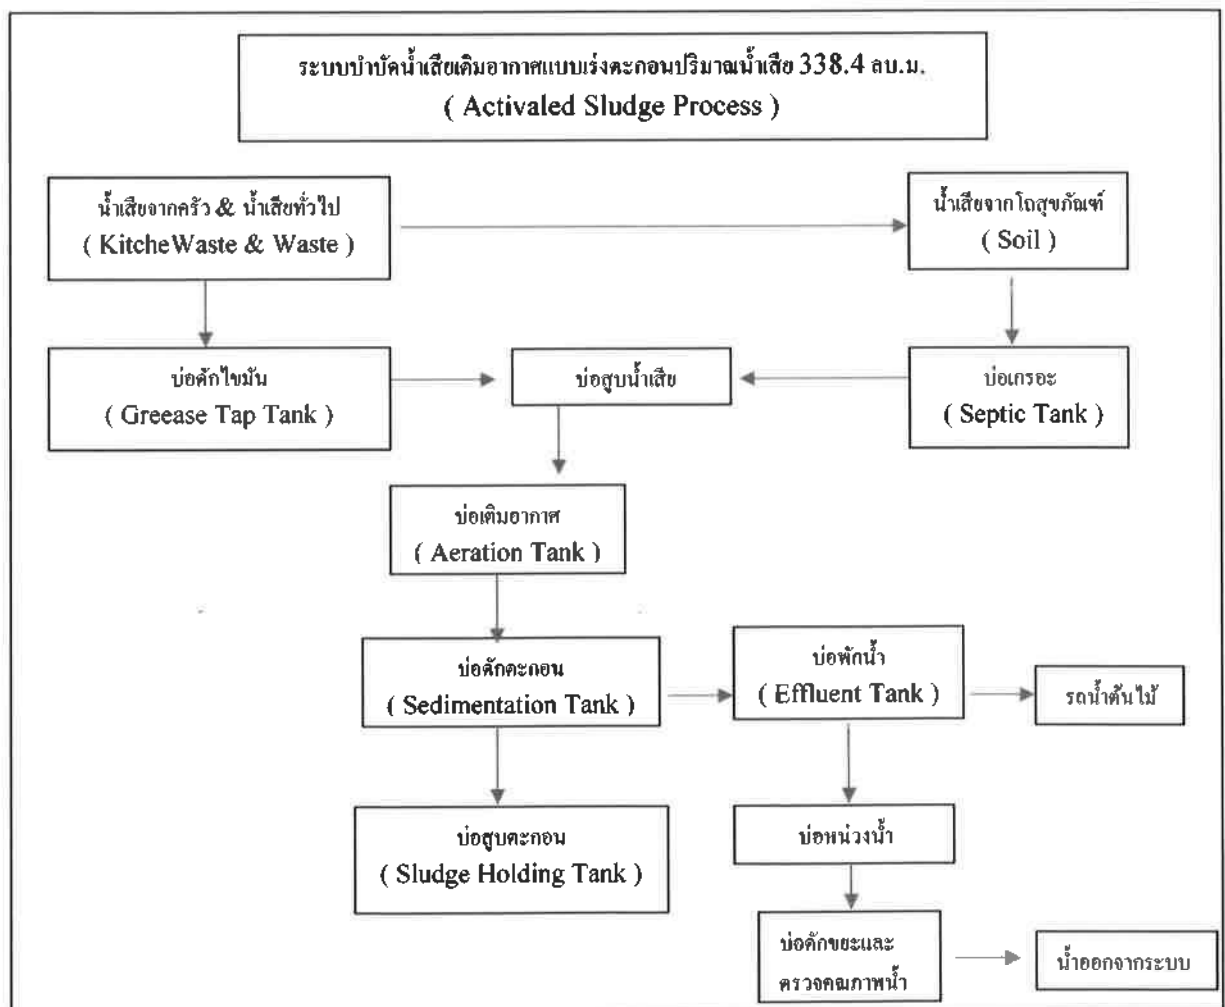 ระบบบำบัดน้ำเสียเติมอากาศแบบเร่งตะกอนปริมาณน้ำเสีย 338.4 ลบ.ม.
( Activaled Sludge Process )
น้ำเสียจากครัว & น้ำเสียทั่วไป
( KitcheWaste & Waste )
น้ำเสียจากโถสุขภัณฑ์
( Soil )
บ่อดักไขมัน
( Greease Tap Tank )
บ่อสูบน้ำเสีย
บ่อเกรอะ
( Septic Tank )
บ่อเติมอากาศ
( Aeration Tank )
บ่อดักตะกอน
( Sedimentation Tank )
บ่อพักน้ำ
( Effluent Tank )
รดน้ำต้นไม้
บ่อสูบตะกอน
( Sludge Holding Tank )
บ่อหน่วงน้ำ
บ่อดักขยะและ
ตรวจคณภาพน้ำ
น้ำออกจากระบบ